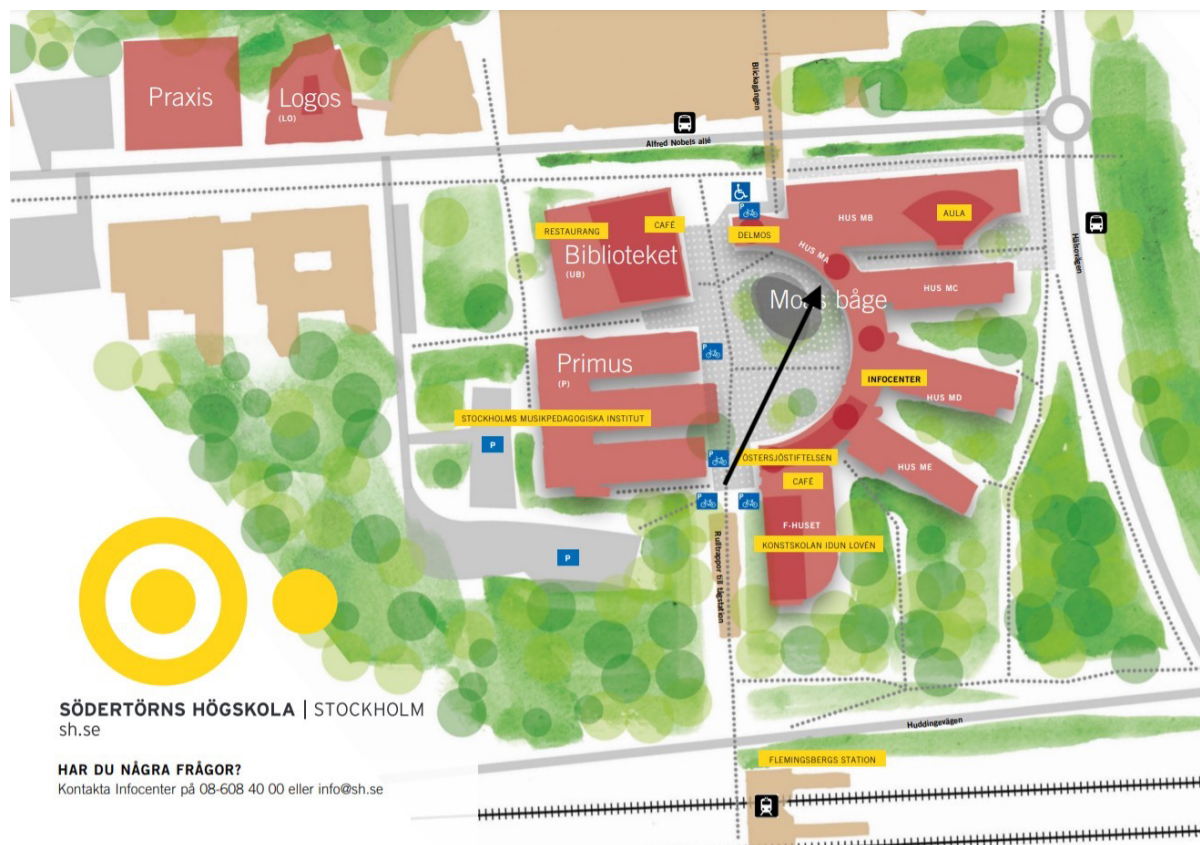 Praxis
Logos
(LO)
Blickagången
Alfred Nobels allé
Hälsovägen
P
HUS MB
AULA
RESTAURANG
CAFÉ
DELMOS
HUS MA
Biblioteket
(UB)
HUS MC
Moas båge
Primus
(P)
P
INFOCENTER
HUS MD
STOCKHOLMS MUSIKPEDAGOGISKA INSTITUT
P
P
ÖSTERSJÖSTIFTELSEN
HUS ME
CAFÉ
P
P
F-HUSET
KONSTSKOLAN IDUN LOVÉN
P
Rulltrappor till tågstation
SÖDERTÖRNS HÖGSKOLA | STOCKHOLM
sh.se
Huddingevägen
FLEMINGSBERGS STATION
HAR DU NÅGRA FRÅGOR?
Kontakta Infocenter på 08-608 40 00 eller info@sh.se